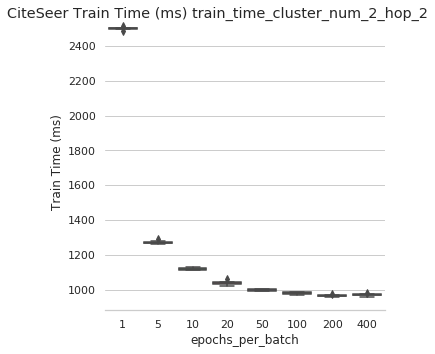 CiteSeer Train Time (ms) train_time_cluster_num_2_hop_2
2400
2200
2000
1800
1600
1400
1200
1000
Train Time (ms)
1 5 10 20 50 100 200 400
epochs_per_batch